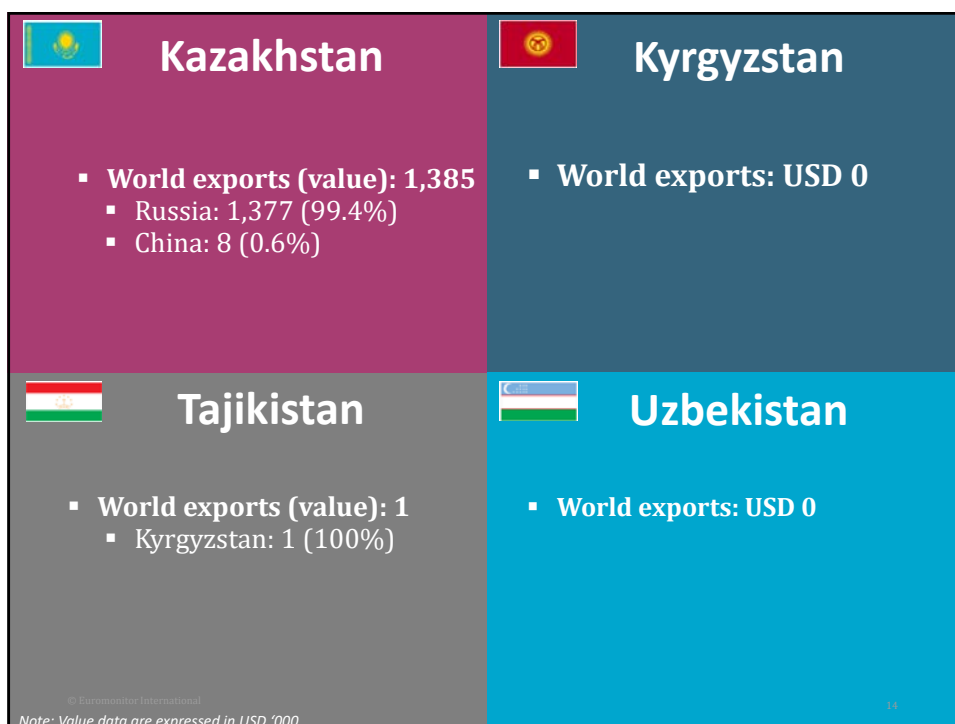 Kazakhstan
▪ World exports (value): 1,385
▪ Russia: 1,377 (99.4%)
▪ China: 8 (0.6%)
Kyrgyzstan
▪ World exports: USD 0
Tajikistan
▪ World exports (value): 1
▪ Kyrgyzstan: 1 (100%)
Uzbekistan
▪ World exports: USD 0
© Euromonitor International
14
Note: Value data are expressed in USD '000